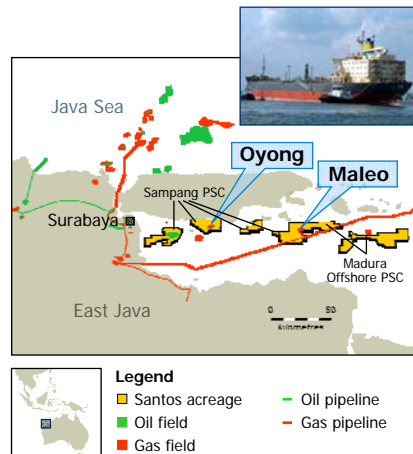 Java Sea
Oyong
Maleo
Sampang PSC
Surabaya
Madura
Offshore PSC
East Java
0 50
kilometres
Legend
Santos acreage
Oil field
Gas field
Oil pipeline
Gas pipeline